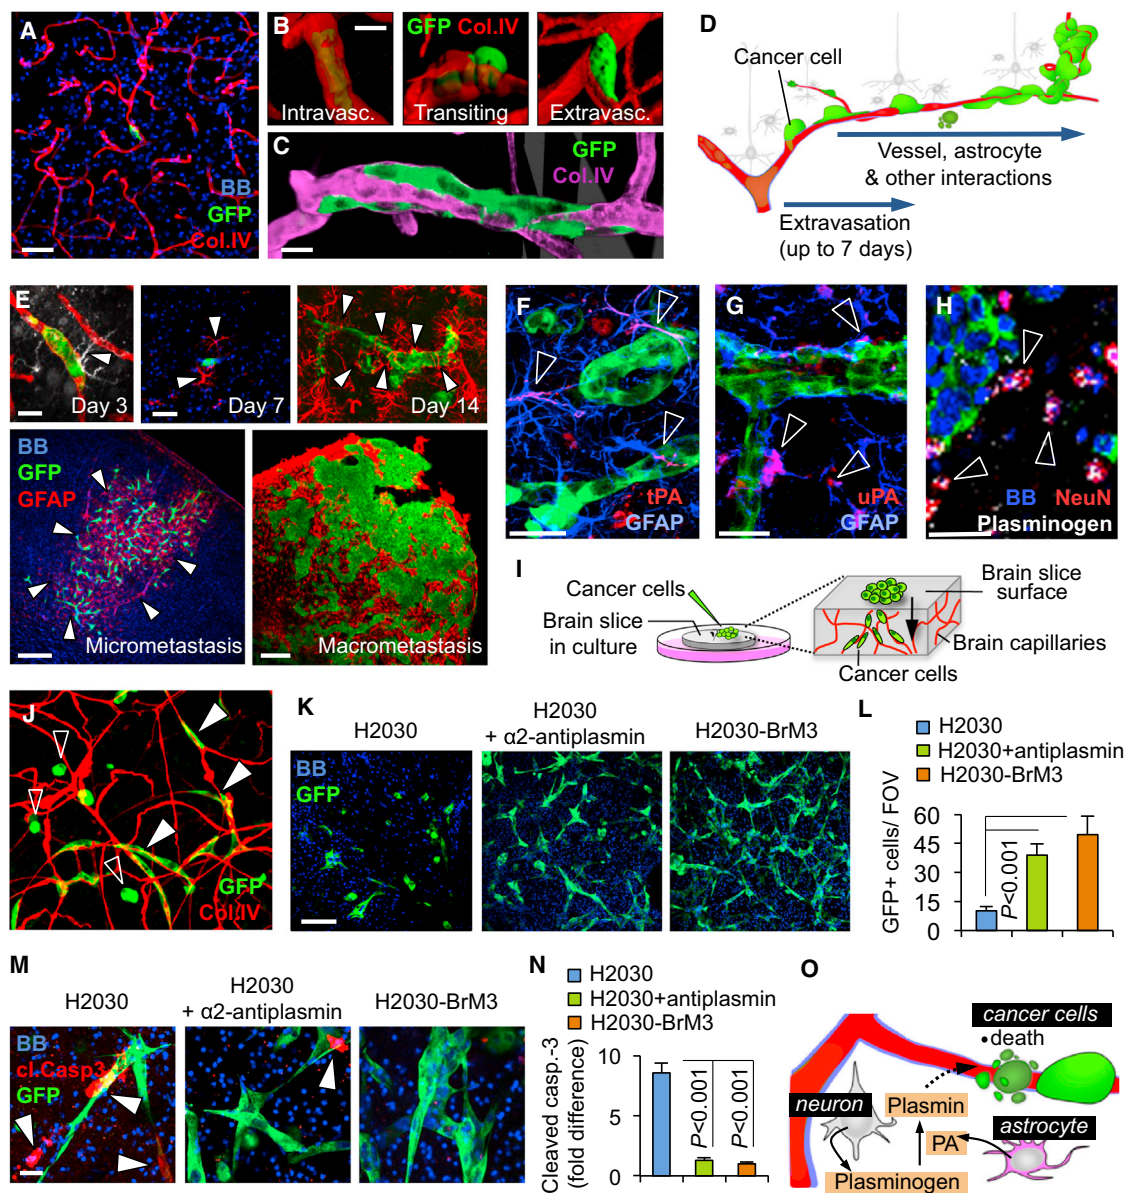 A
BB
GFP
Col.IV
B
GFP Col.IV
Intravasc.
Transiting
Extravasc.
C
GFP
Col.IV
D
Cancer cell
Vessel, astrocyte
& other interactions
Extravasation
(up to 7 days)
E
Day 3
Day 7
Day 14
BB
GFP
GFAP
Micrometastasis
Macrometastasis
F
tPA
GFAP
G
uPA
GFAP
H
BB NeuN
Plasminogen
I
Cancer cells
Brain slice
in culture
Brain slice
surface
Brain capillaries
Cancer cells
J
GFP
Col.IV
K
H2030
H2030
+ α2-antiplasmin
H2030-BrM3
BB
GFP
L
H2030
H2030+antiplasmin
H2030-BrM3
GFP+ cells/ FOV
60
45
30
15
0
P<0.001
M
H2030
H2030
+ α2-antiplasmin
H2030-BrM3
BB
cl.Casp3
GFP
N
H2030
H2030+antiplasmin
H2030-BrM3
Cleaved casp.-3
(fold difference)
10
5
0
P<0.001
P<0.001
O
cancer cells
•death
neuron
Plasmin
astrocyte
PA
Plasminogen